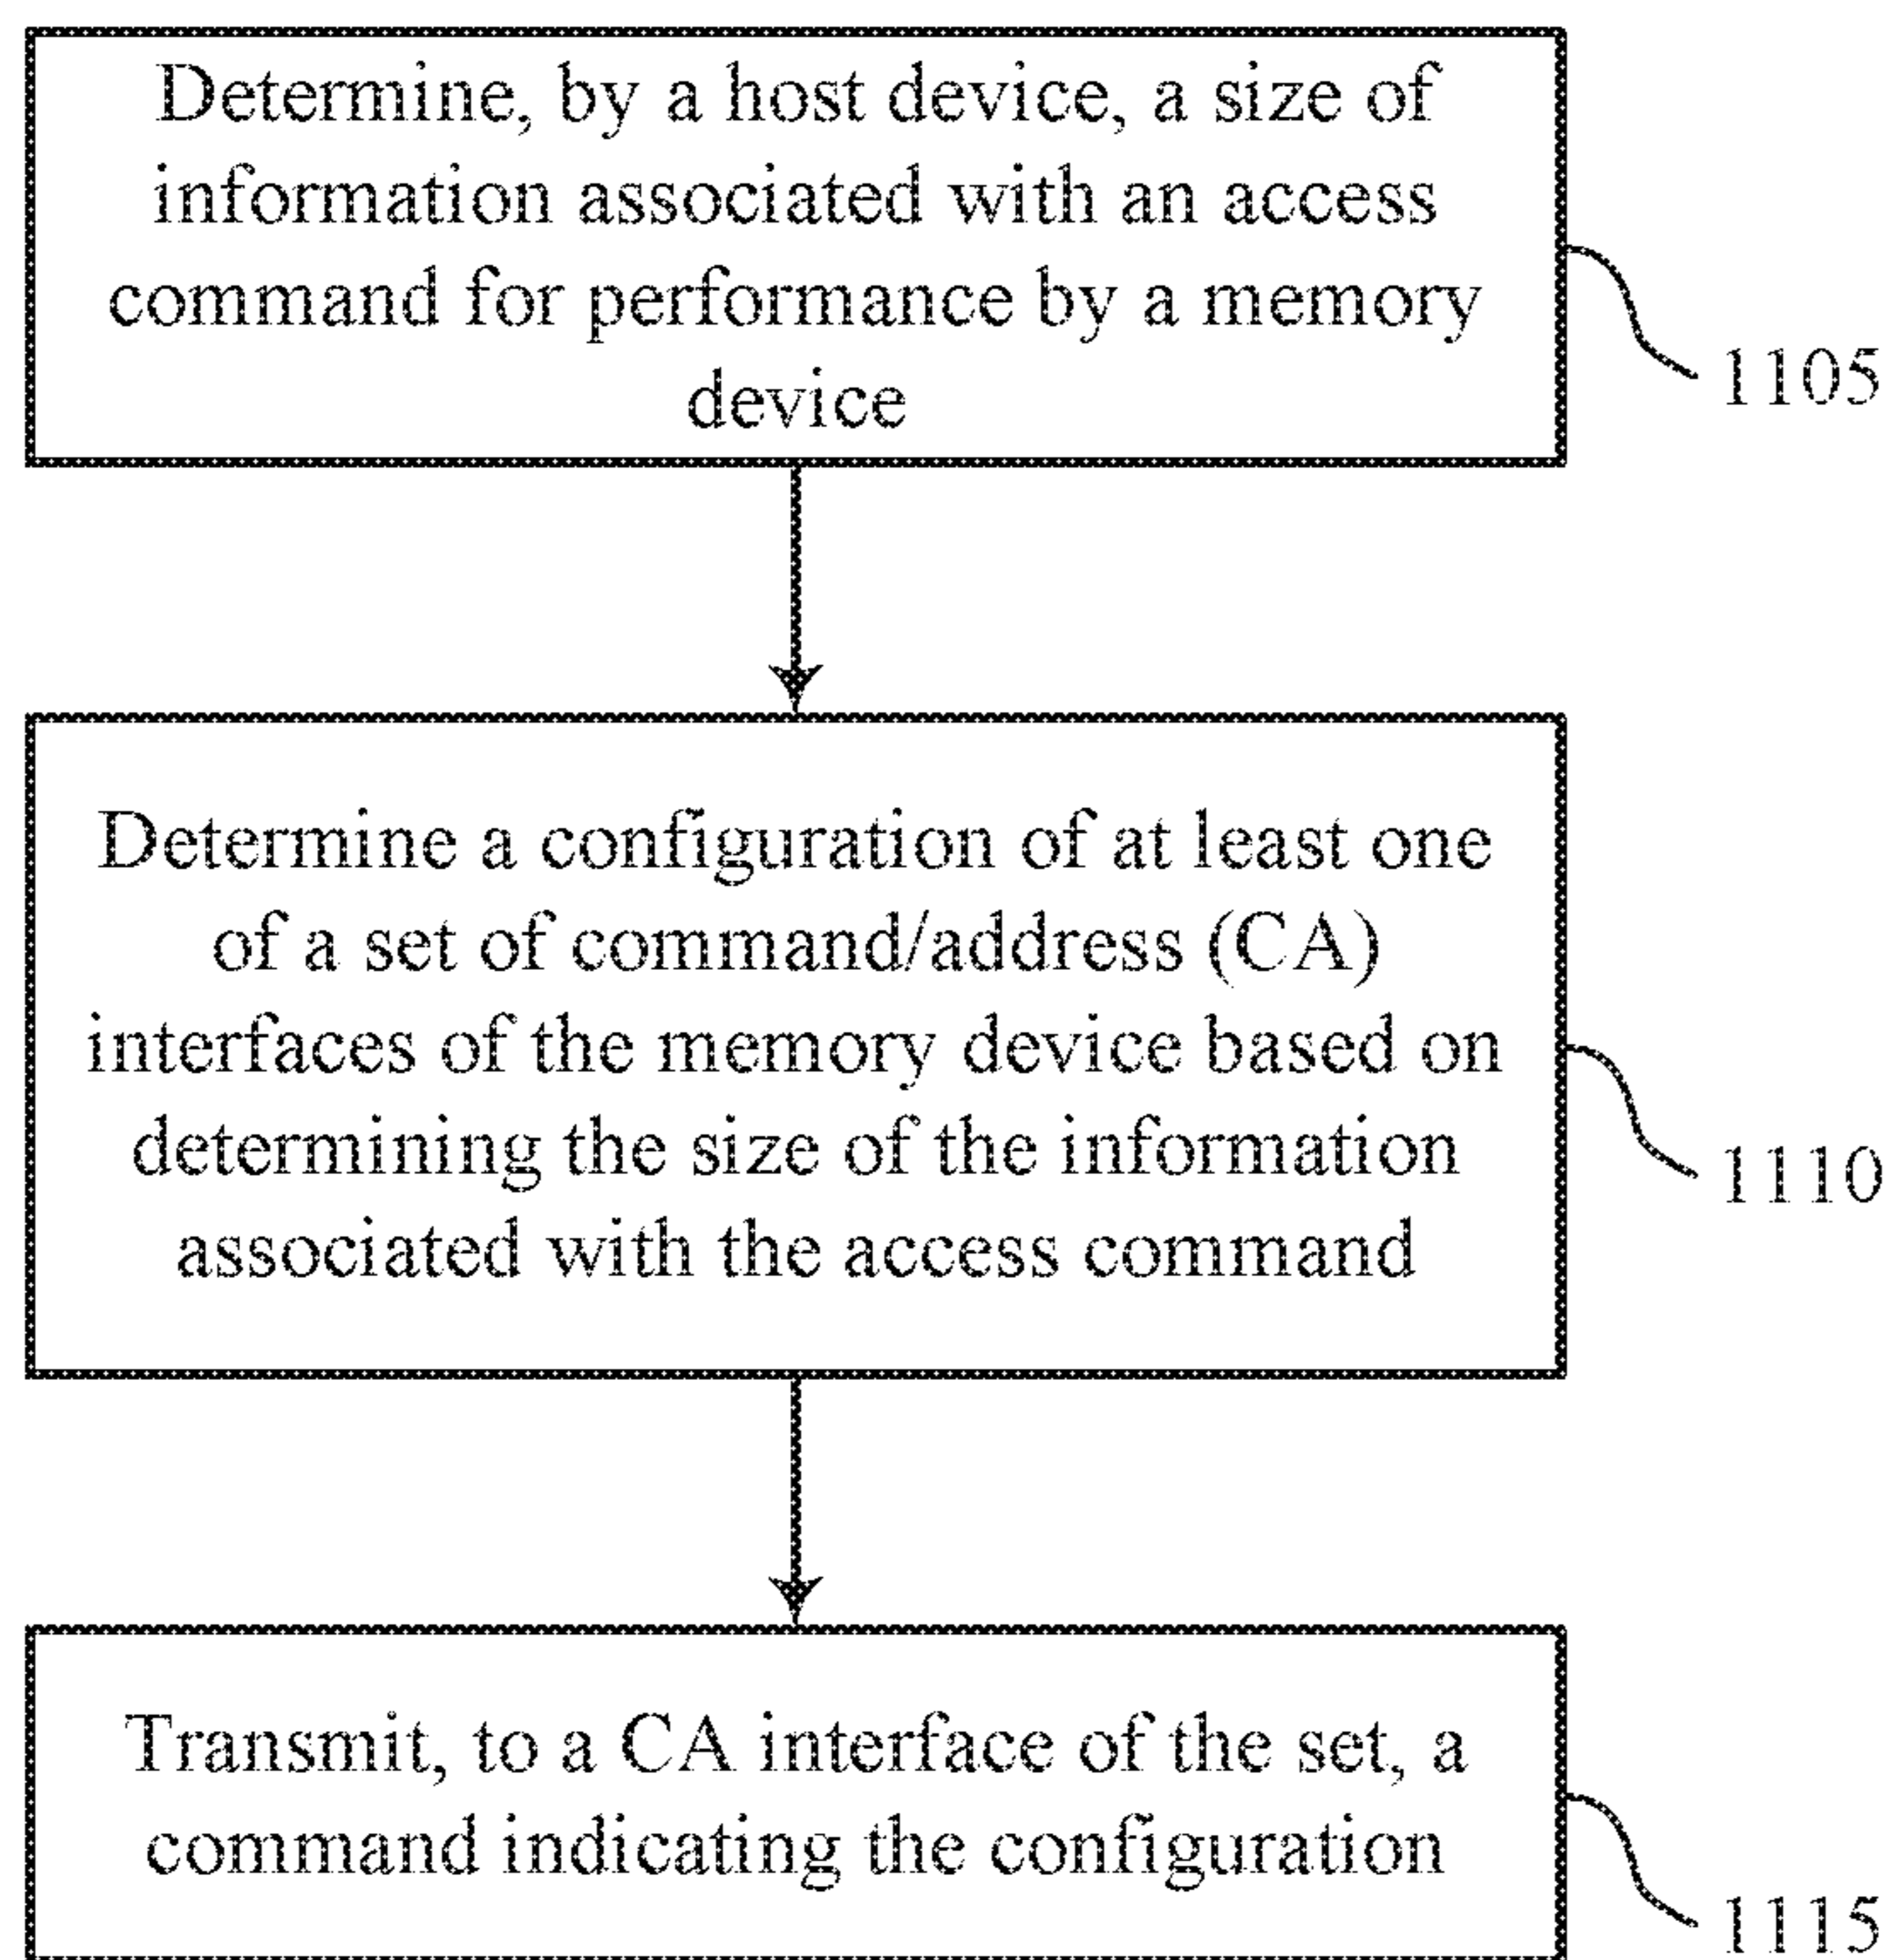 Determine, by a host device, a size of
information associated with an access
command for performance by a memory
device
1105
Determine a configuration of at least one
of a set of command/address (CA)
interfaces of the memory device based on
determining the size of the information
associated with the access command
1110
Transmit, to a CA interface of the set, a
command indicating the configuration
1115